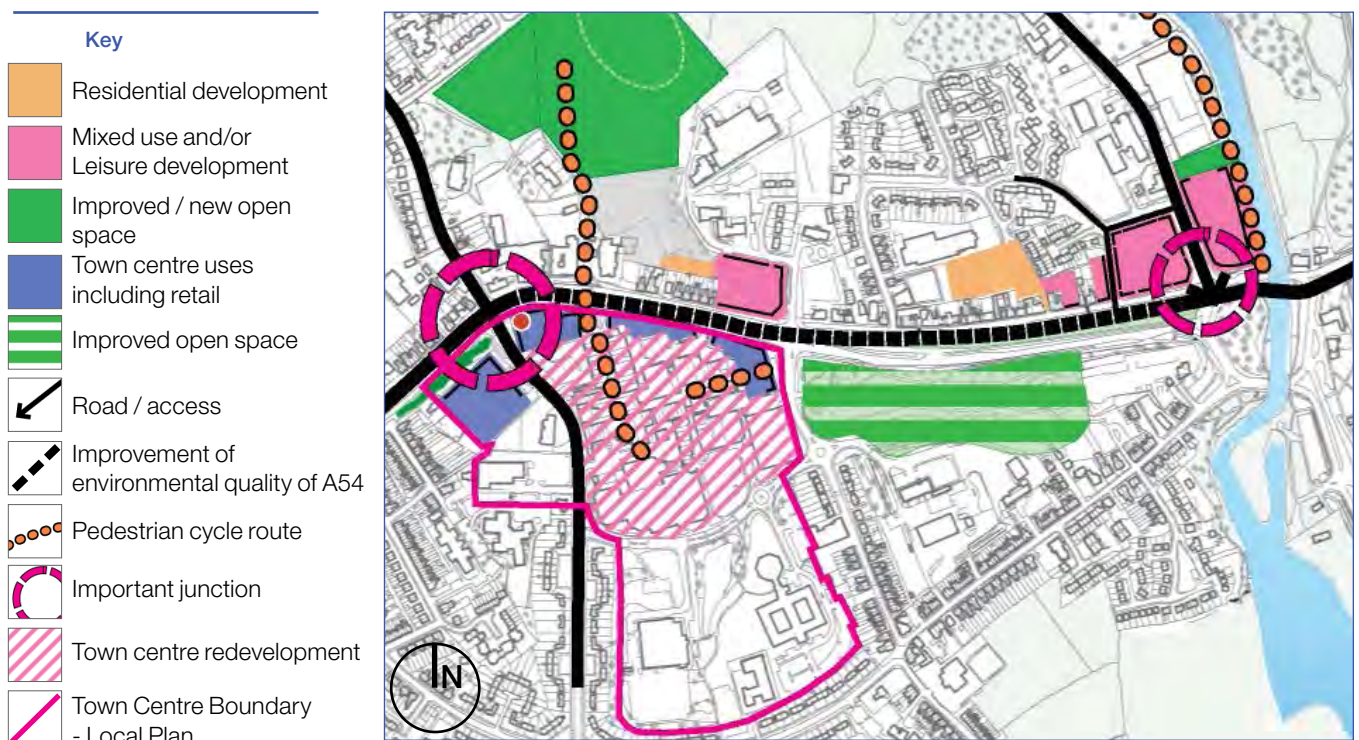 Key
Residential development
Mixed use and/or
Leisure development
Improved / new open
space
Town centre uses
including retail
Improved open space
Road / access
Improvement of
environmental quality of A54
Pedestrian cycle route
Important junction
Town centre redevelopment
Town Centre Boundary
- Local Plan
N